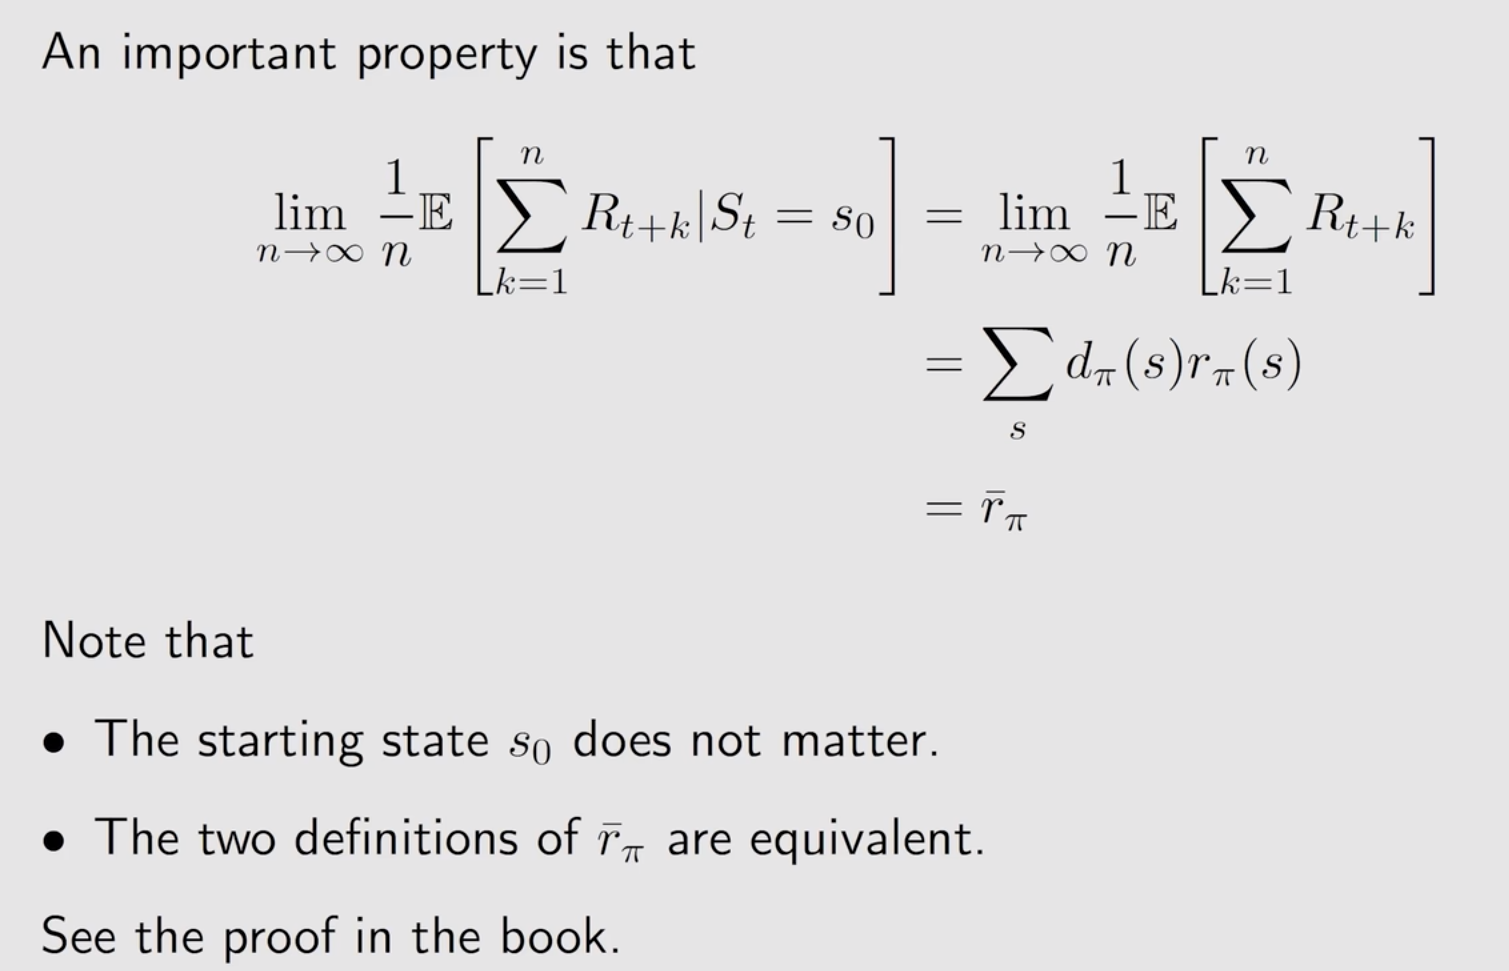 An important property is that
$$\lim_{n\to\infty} \frac{1}{n} \mathbb{E}\left[\sum_{k=1}^{n} R_{t+k} | S_t = s_0\right] = \lim_{n\to\infty} \frac{1}{n} \mathbb{E}\left[\sum_{k=1}^{n} R_{t+k}\right]$$
$$= \sum_{s} d_\pi(s) r_\pi(s)$$
$$= \bar{r}_\pi$$
Note that
• The starting state $s_0$ does not matter.
• The two definitions of $\bar{r}_\pi$ are equivalent.
See the proof in the book.